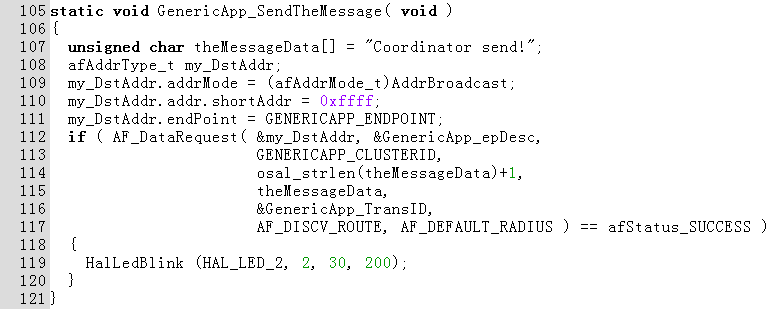 105 static void GenericApp_SendTheMessage( void )
106 {
107   unsigned char theMessageData[] = "Coordinator send!";
108   afAddrType_t my_DstAddr;
109   my_DstAddr.addrMode = (afAddrMode_t)AddrBroadcast;
110   my_DstAddr.addr.shortAddr = 0xffff;
111   my_DstAddr.endPoint = GENERICAPP_ENDPOINT;
112   if ( AF_DataRequest( &my_DstAddr, &GenericApp_epDesc,
113                        GENERICAPP_CLUSTERID,
114                        osal_strlen(theMessageData)+1,
115                        theMessageData,
116                        &GenericApp_TransID,
117                        AF_DISCV_ROUTE, AF_DEFAULT_RADIUS ) == afStatus_SUCCESS )
118   {
119     HalLedBlink (HAL_LED_2, 2, 30, 200);
120   }
121 }